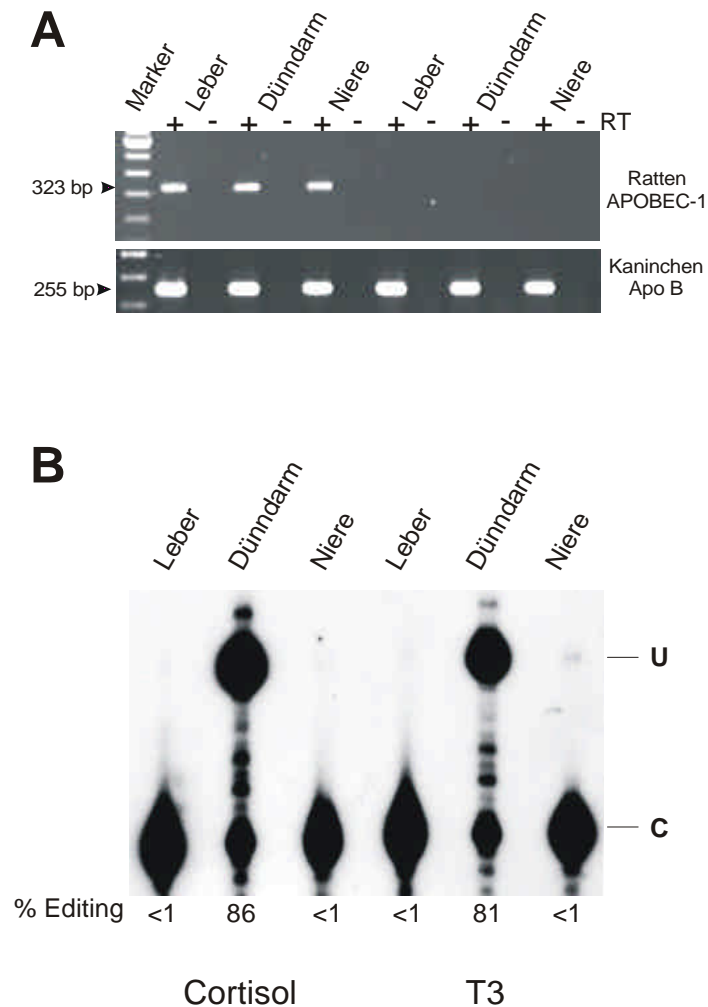 A
Marker Leber Dünndarm Niere Leber Dünndarm Niere
+ - + - + - + - + - + - RT
323 bp
Ratten
APOBEC-1
255 bp
Kaninchen
Apo B
B
Leber Dünndarm Niere Leber Dünndarm Niere
U
C
% Editing <1 86 <1 <1 81 <1
Cortisol T3